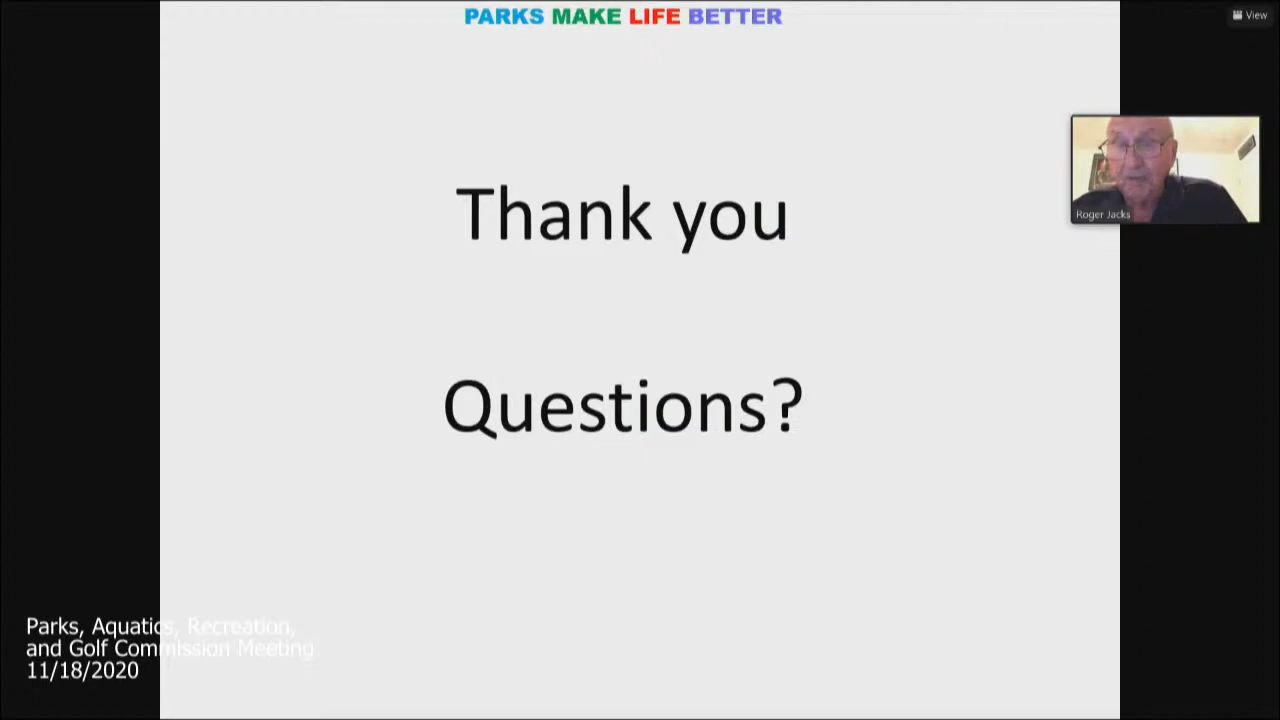 PARKS MAKE LIFE BETTER
View
Thank you
Roger Jacks
Questions?
Parks, Aquatics, Recreation,
and Golf Commission Meeting
11/18/2020